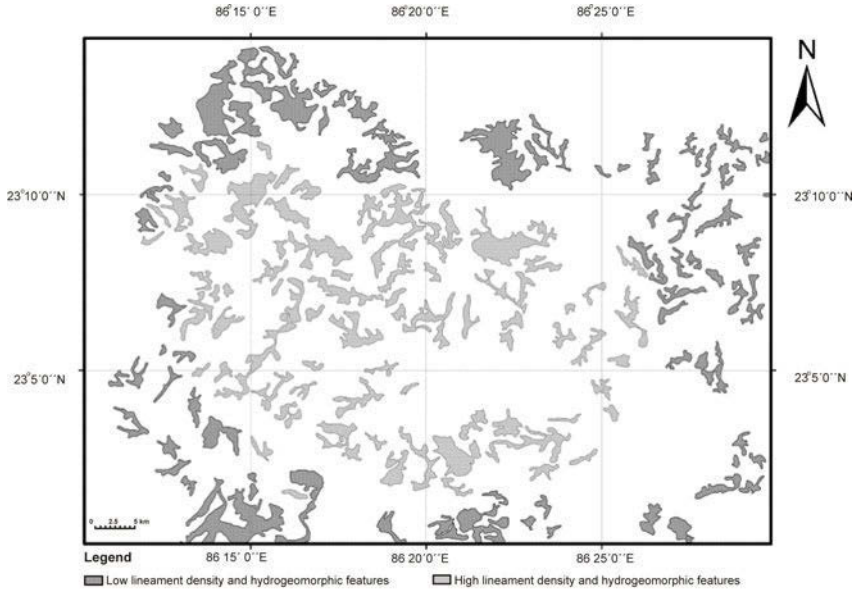 86°15´0´´E 86°20´0´´E 86°25´0´´E
N
23°10´0´´N 23°10´0´´N
23°5´0´´N 23°5´0´´N
0 2.5 5 km
86°15´ 0´´E 86°20´0´´E 86°25´0´´E
Legend
Low lineament density and hydrogeomorphic features High lineament density and hydrogeomorphic features